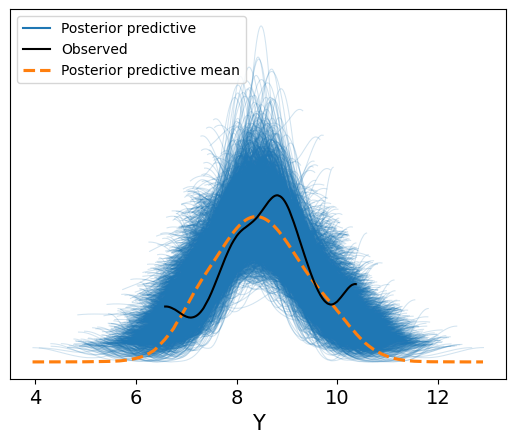 Posterior predictive
Observed
Posterior predictive mean
4 6 8 10 12
Y